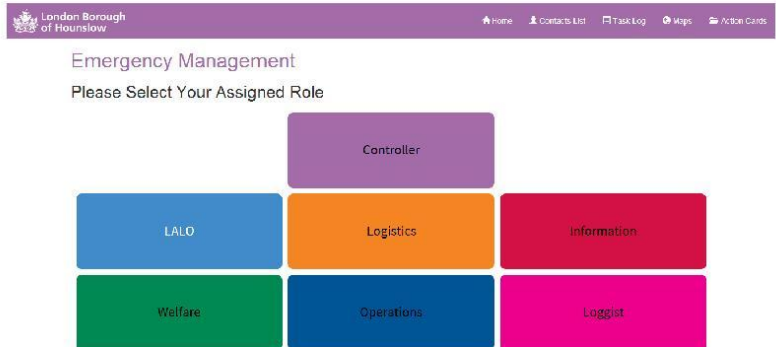 London Borough
of Hounslow
Home Contacts List Task Log Maps Action Cards
Emergency Management
Please Select Your Assigned Role
Controller
LALO Logistics Information
Welfare Operations Loggist